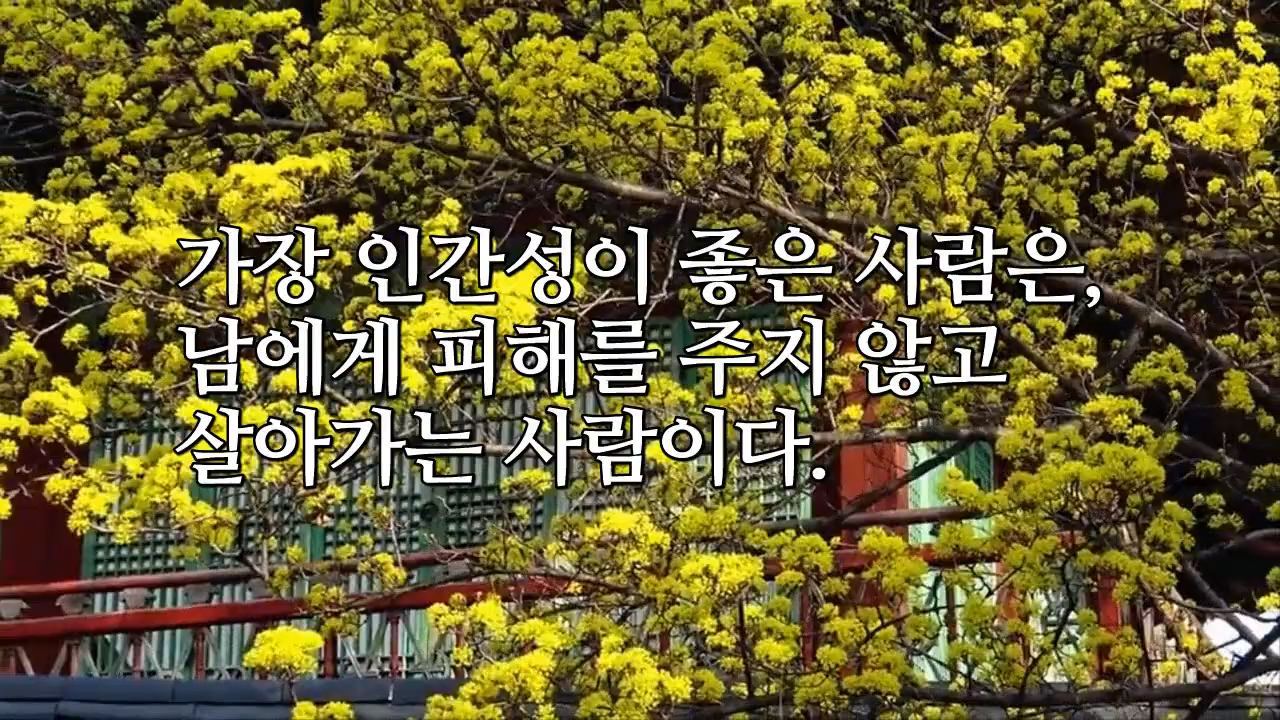 가장 인간성이 좋은 사람은,
남에게 피해를 주지 않고
살아가는 사람이다.